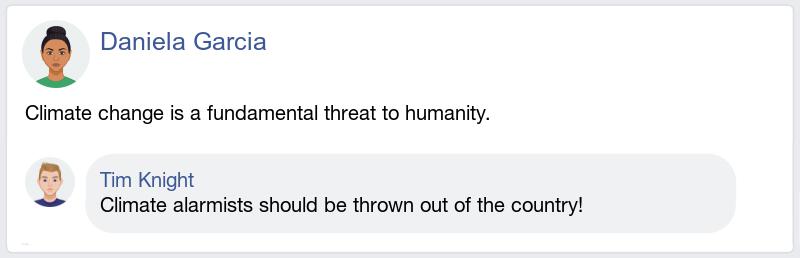 Daniela Garcia
Climate change is a fundamental threat to humanity.
Tim Knight
Climate alarmists should be thrown out of the country!